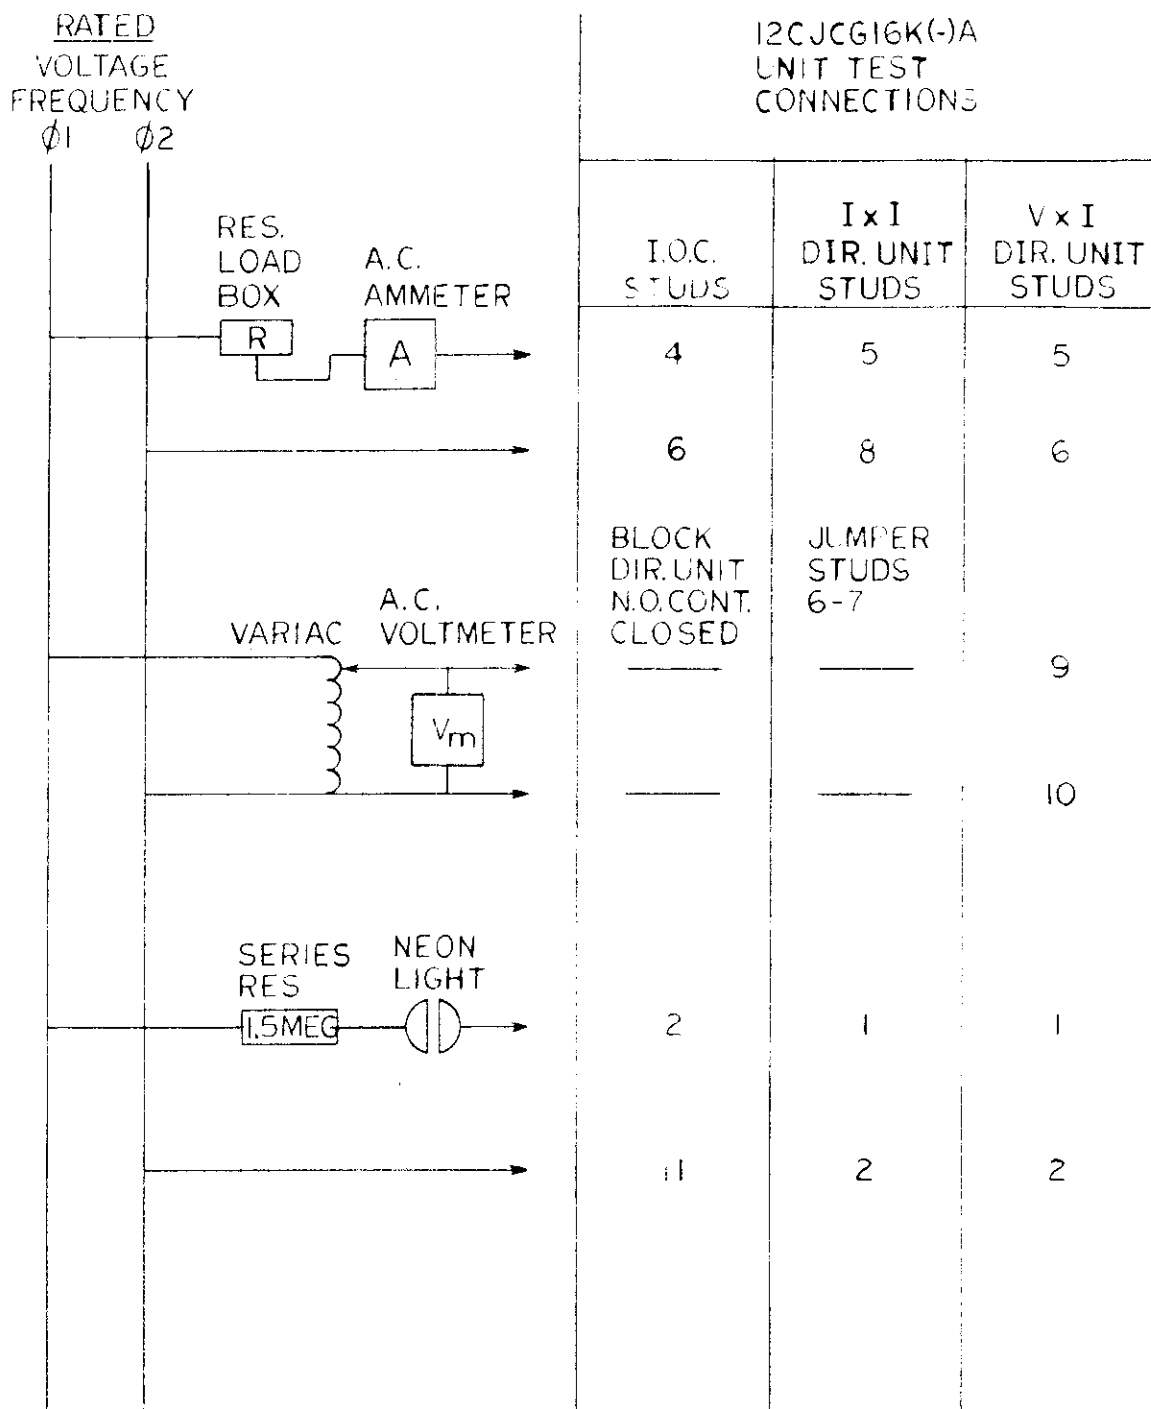 RATED
VOLTAGE
FREQUENCY
Ø1 Ø2
12CJCG16K(-)A
UNIT TEST
CONNECTIONS
I.O.C.
STUDS
I x I
DIR. UNIT
STUDS
V x I
DIR. UNIT
STUDS
RES.
LOAD
BOX
A.C.
AMMETER
R
A
4 5 5
6 8 6
BLOCK
DIR. UNIT
N.O. CONT.
CLOSED
JUMPER
STUDS
6-7
VARIAC
A.C.
VOLTMETER
Vm
— — 9
— — 10
SERIES
RES
NEON
LIGHT
1.5MEG
2 1 1
11 2 2